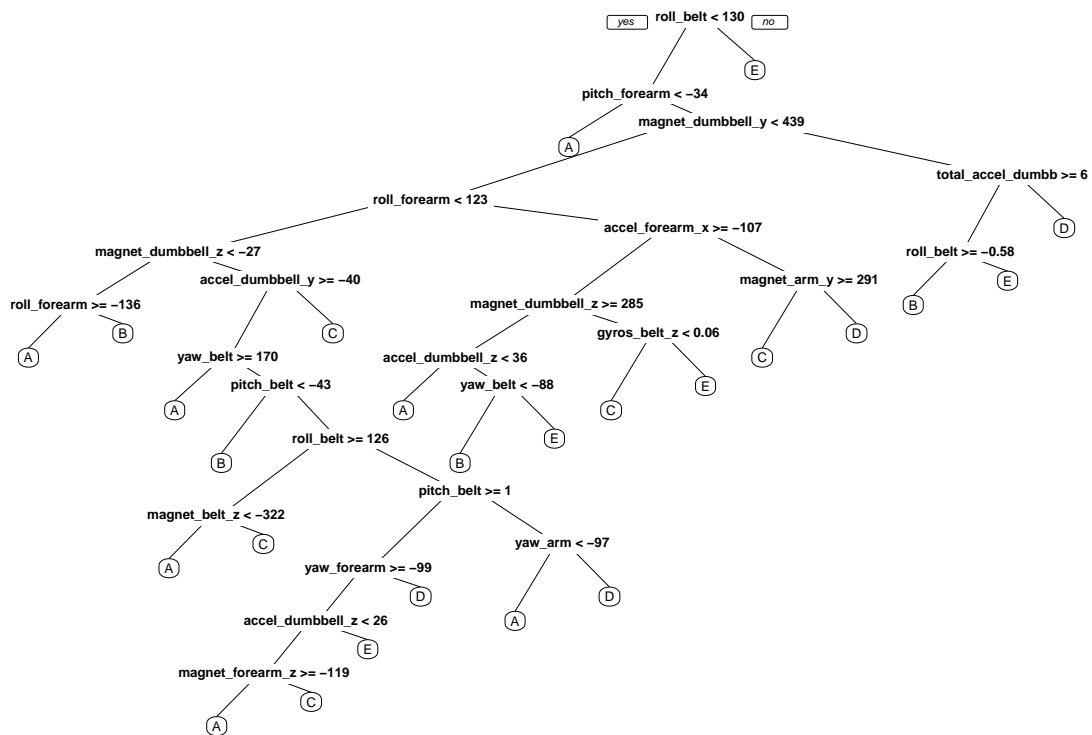 yes roll_belt < 130 no
E
pitch_forearm < −34
magnet_dumbbell_y < 439
A
total_accel_dumbb >= 6
roll_forearm < 123
D
accel_forearm_x >= −107
magnet_dumbbell_z < −27
roll_belt >= −0.58
accel_dumbbell_y >= −40
magnet_arm_y >= 291
E
roll_forearm >= −136
magnet_dumbbell_z >= 285
B
B
C
gyros_belt_z < 0.06
D
A
yaw_belt >= 170
accel_dumbbell_z < 36
C
pitch_belt < −43
yaw_belt < −88
E
A
A
C
roll_belt >= 126
E
B
B
pitch_belt >= 1
magnet_belt_z < −322
C
yaw_arm < −97
A
yaw_forearm >= −99
D
D
accel_dumbbell_z < 26
A
E
magnet_forearm_z >= −119
C
A